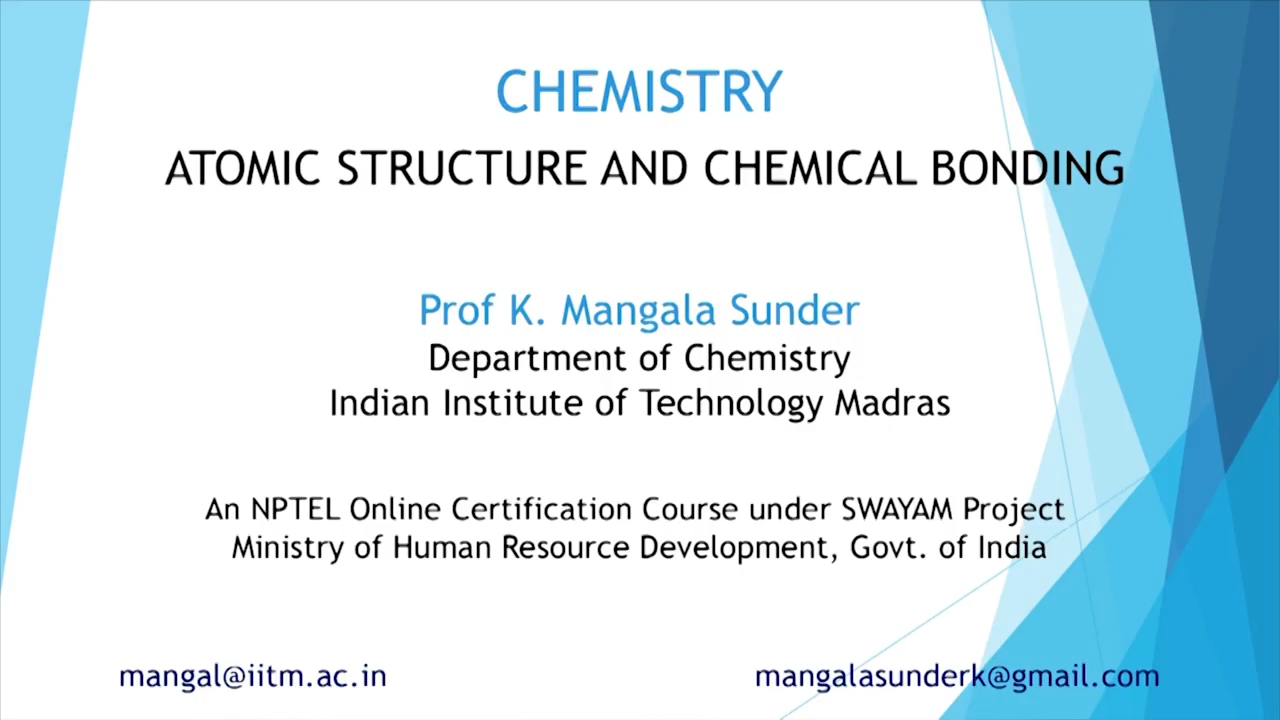 CHEMISTRY
ATOMIC STRUCTURE AND CHEMICAL BONDING
Prof K. Mangala Sunder
Department of Chemistry
Indian Institute of Technology Madras
An NPTEL Online Certification Course under SWAYAM Project
Ministry of Human Resource Development, Govt. of India
mangal@iitm.ac.in
mangalasunderk@gmail.com